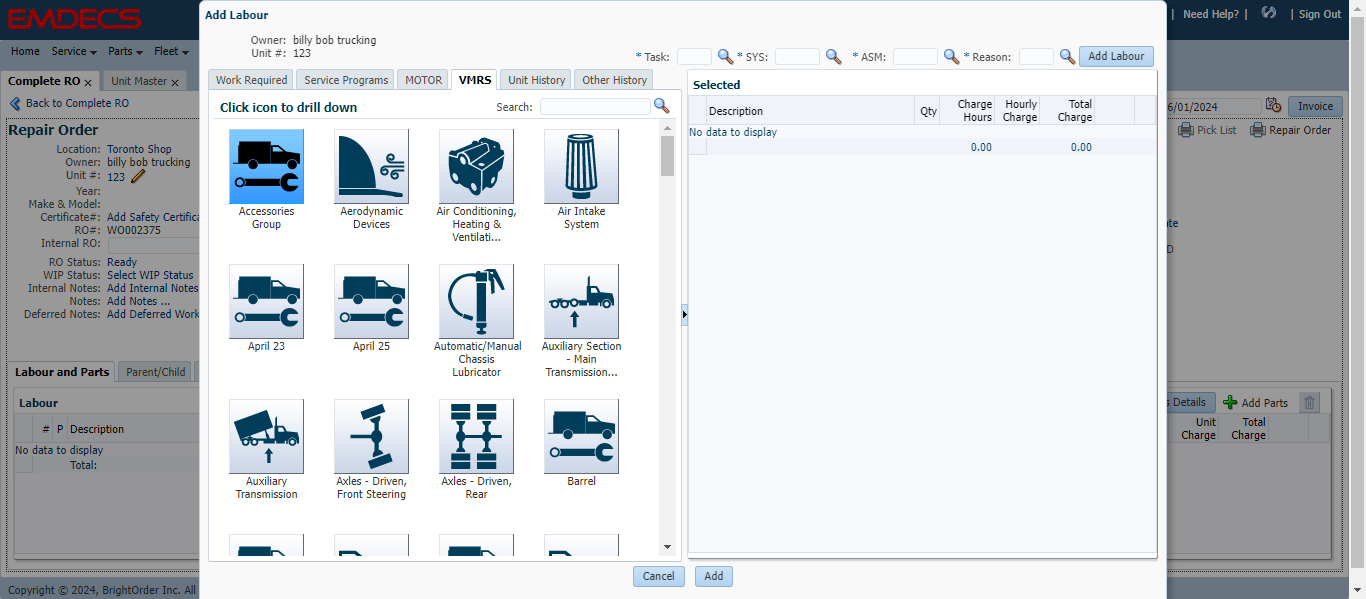 EMDECS
Need Help? |
| Sign Out
Home Service Parts Fleet
Complete RO x
Unit Master x
Back to Complete RO
6/01/2024
Invoice
Repair Order
Pick List
Repair Order
Location: Toronto Shop
Owner: billy bob trucking
Unit #: 123
Year:
Make & Model:
Certificate#: Add Safety Certifica
RO#: WO002375
Internal RO:
RO Status: Ready
WIP Status: Select WIP Status
Internal Notes: Add Internal Notes
Notes: Add Notes ...
Deferred Notes: Add Deferred Work
Labour and Parts
Parent/Child
Labour
# P Description
No data to display
Total:
s Details
Add Parts
Unit Charge
Total Charge
Copyright © 2024, BrightOrder Inc. All
Add Labour
Owner: billy bob trucking
Unit #: 123
* Task:
* SYS:
* ASM:
* Reason:
Add Labour
Work Required
Service Programs
MOTOR
VMRS
Unit History
Other History
Click icon to drill down
Search:
Accessories
Group
Aerodynamic
Devices
Air Conditioning,
Heating &
Ventilati...
Air Intake
System
April 23
April 25
Automatic/Manual
Chassis
Lubricator
Auxiliary Section
- Main
Transmission...
Auxiliary
Transmission
Axles - Driven,
Front Steering
Axles - Driven,
Rear
Barrel
Selected
Description
Qty
Charge
Hours
Hourly
Charge
Total
Charge
No data to display
0.00
0.00
Cancel
Add